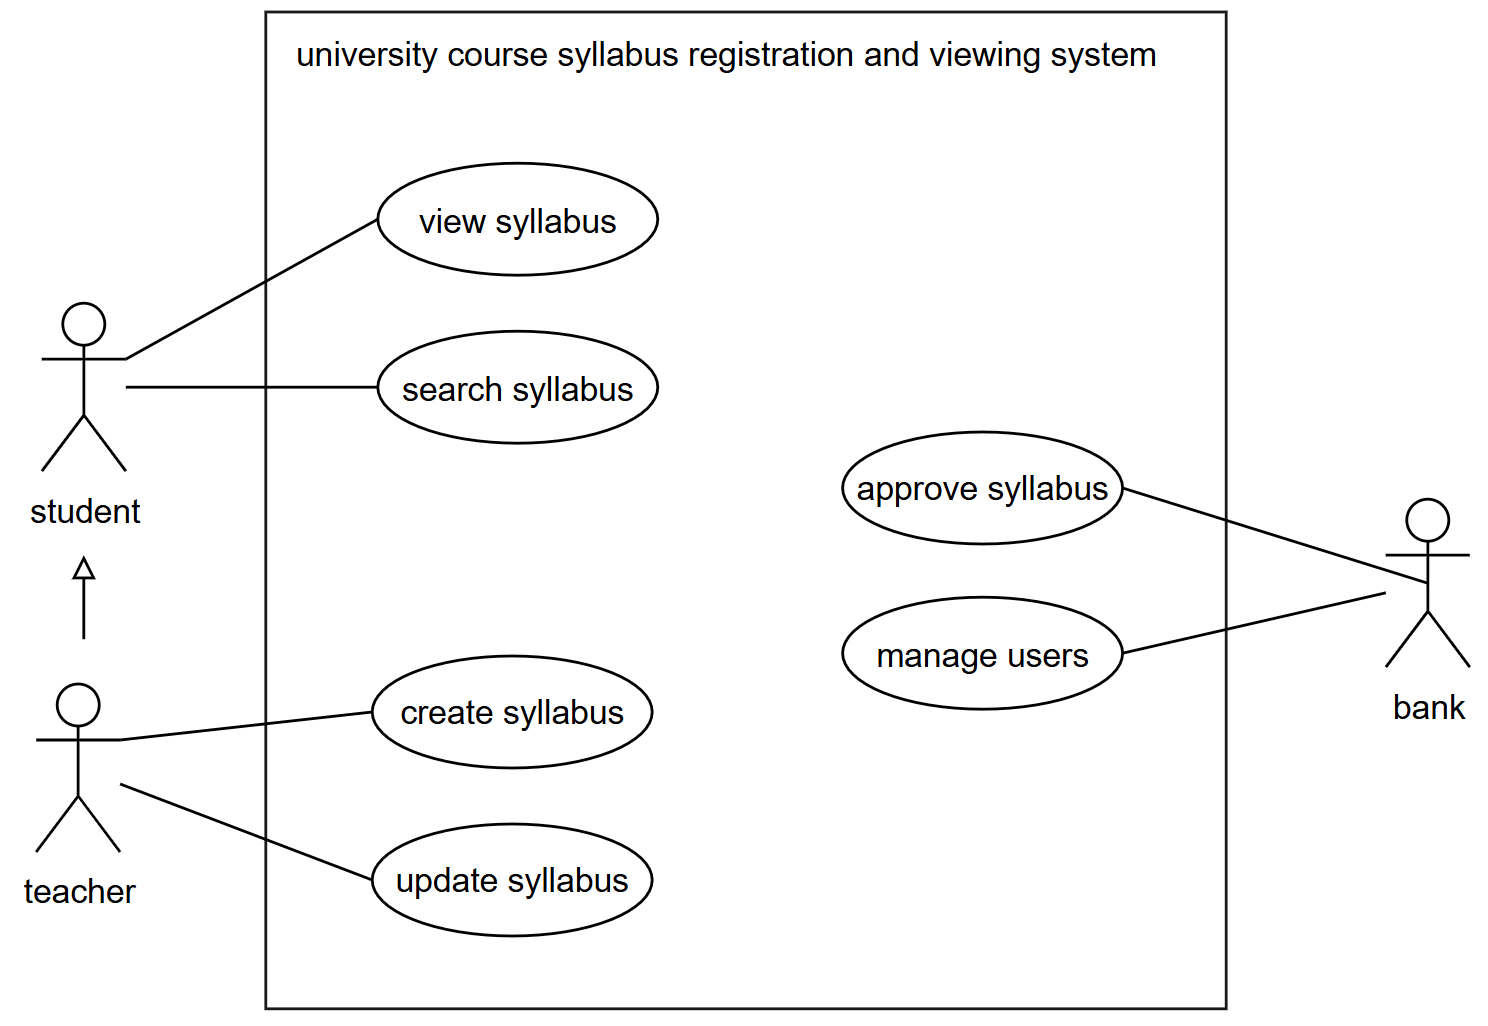 university course syllabus registration and viewing system
view syllabus
search syllabus
student
approve syllabus
manage users
bank
create syllabus
update syllabus
teacher